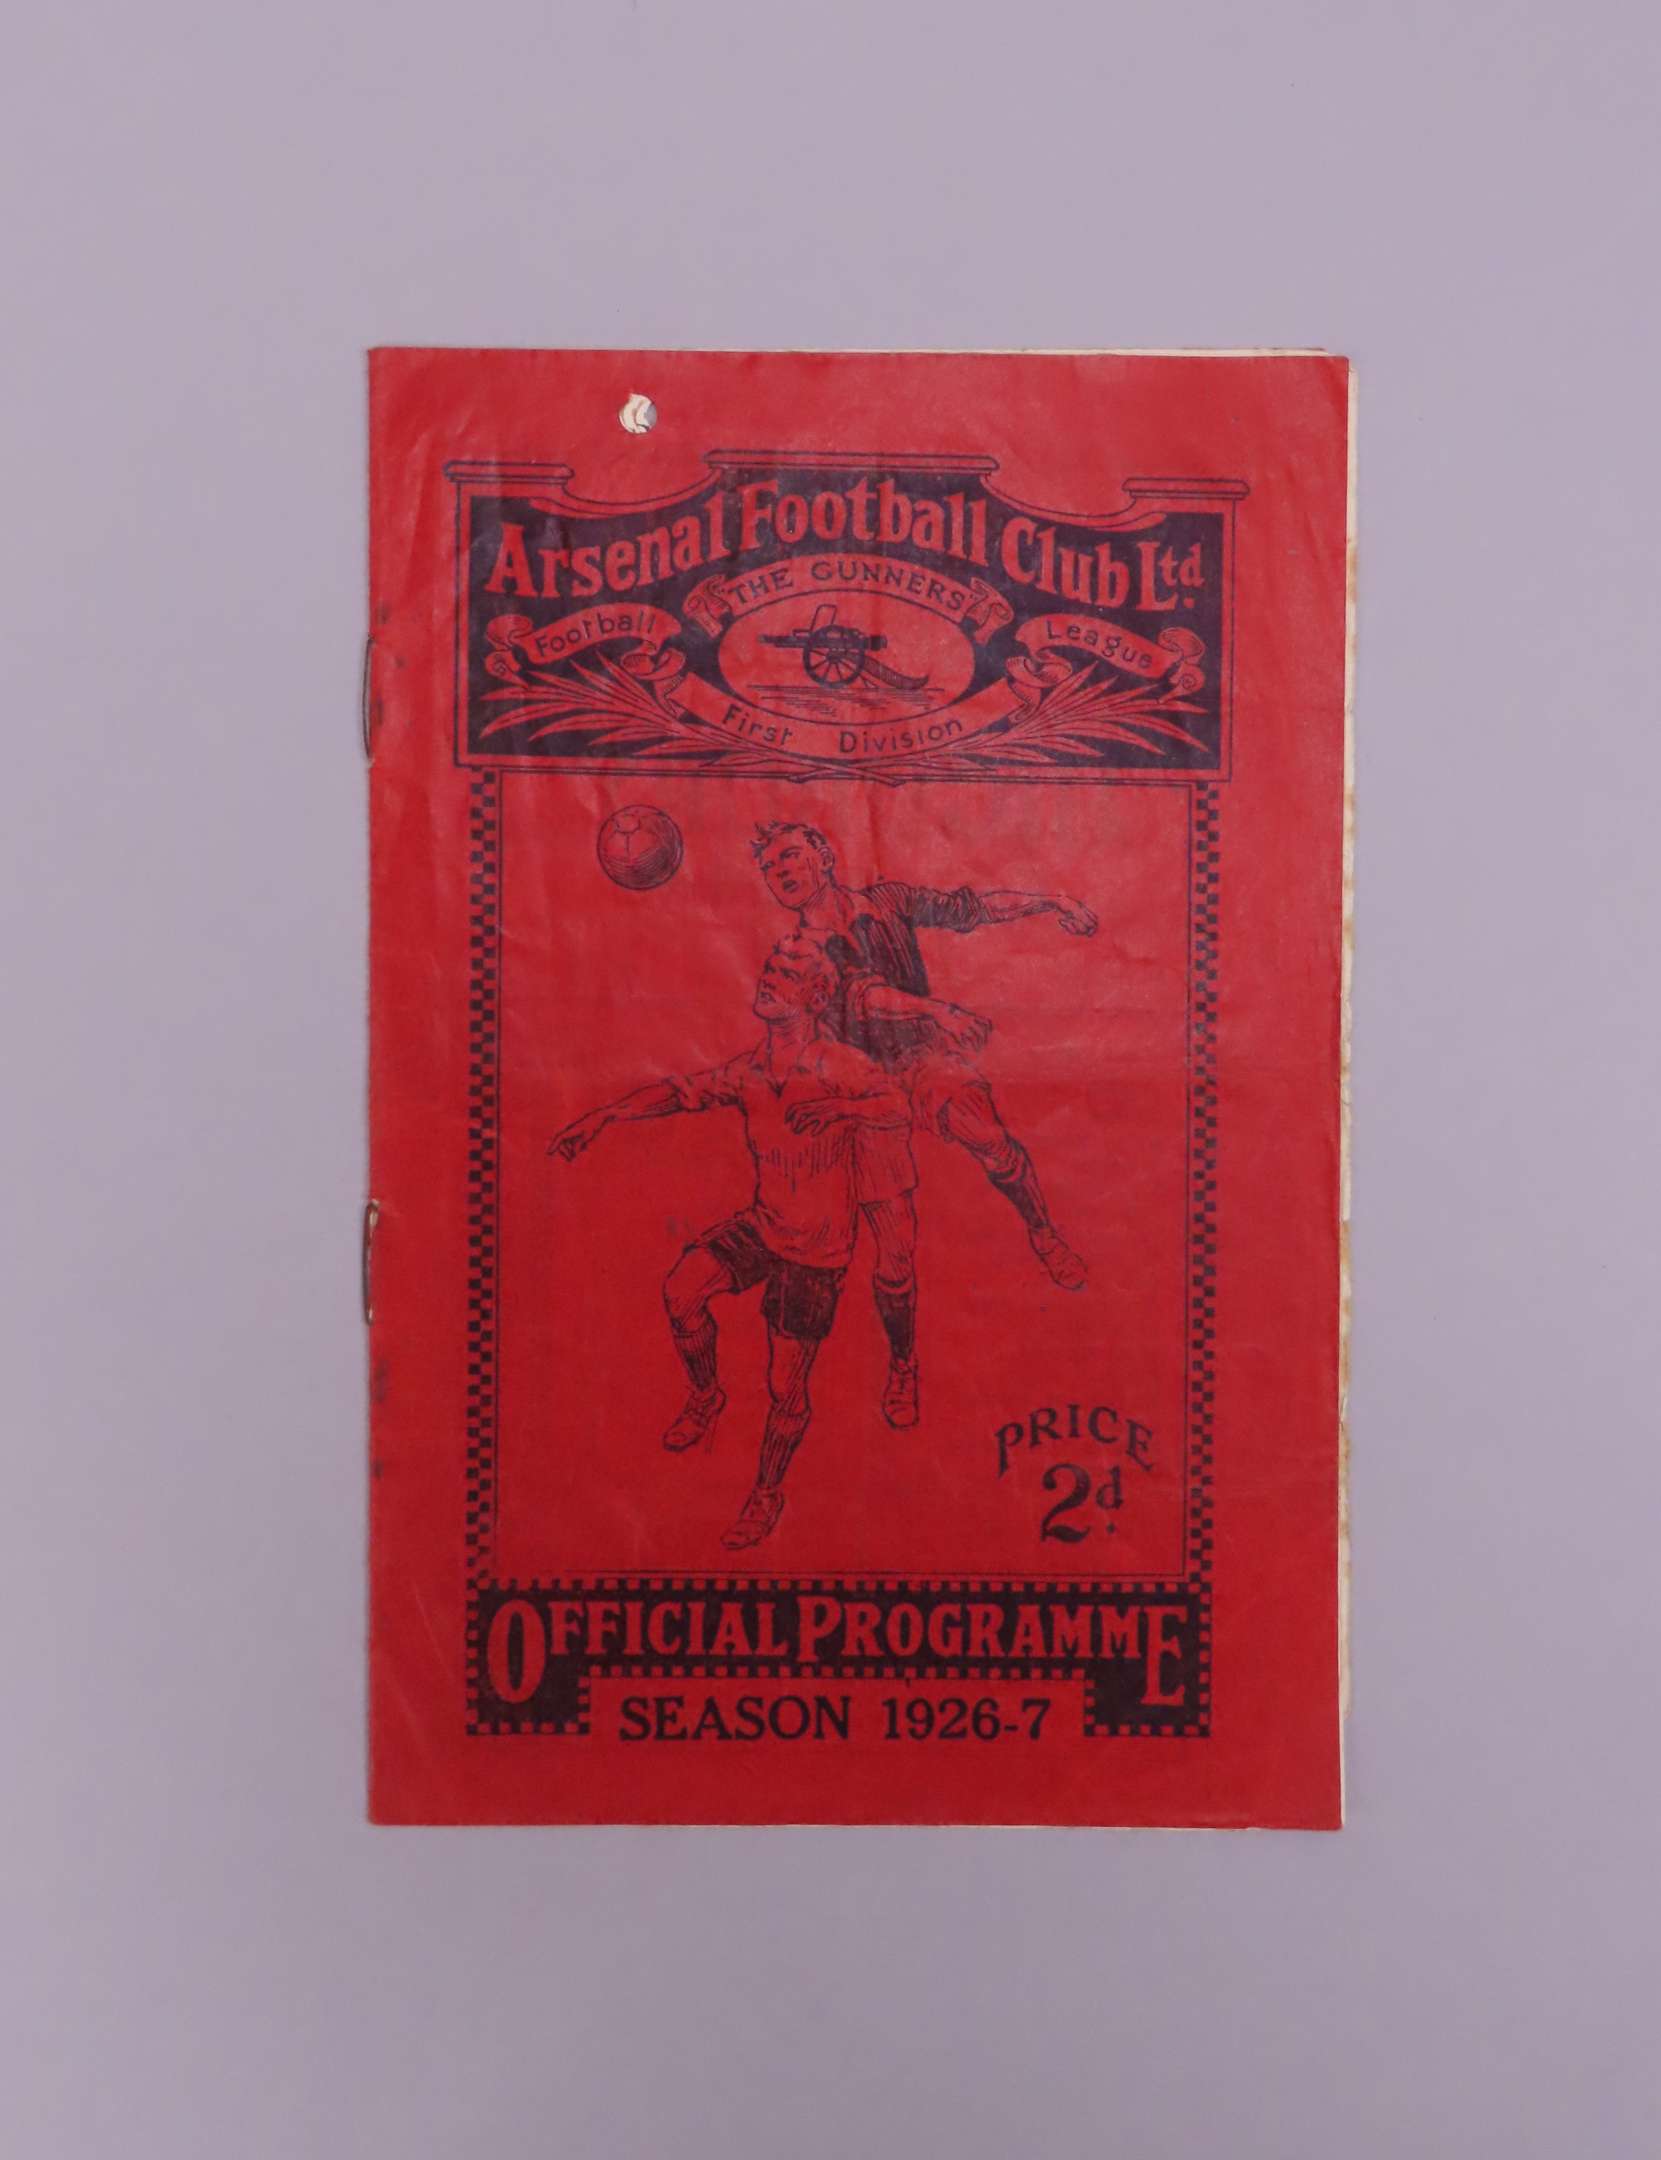 Arsenal Football Club Ltd.
"THE GUNNERS"
Football League
First Division
PRICE
2d.
OFFICIAL PROGRAMME
SEASON 1926-7